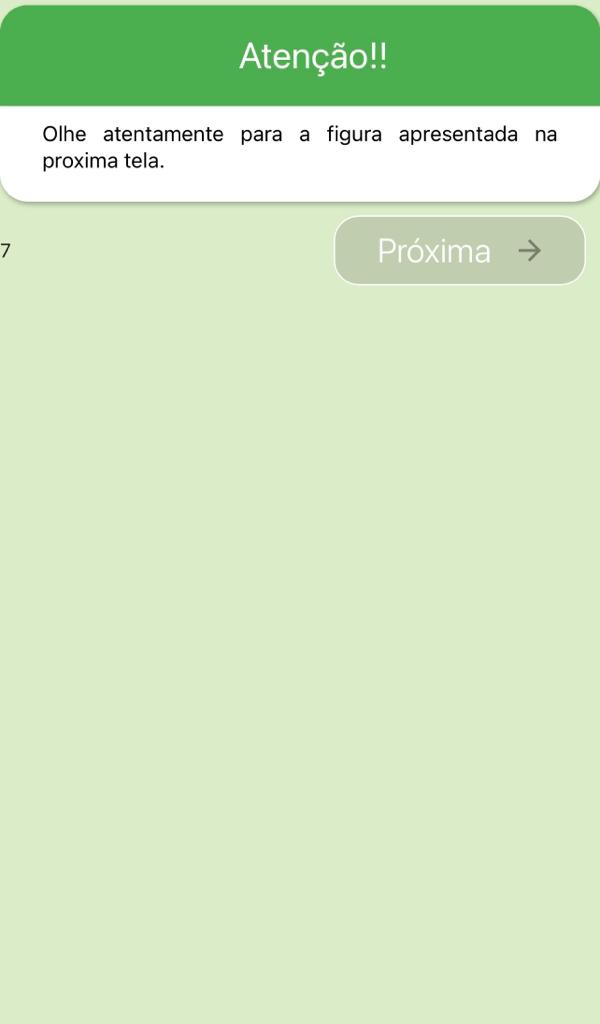 Atenção!!
Olhe atentamente para a figura apresentada na
proxima tela.
7
Próxima